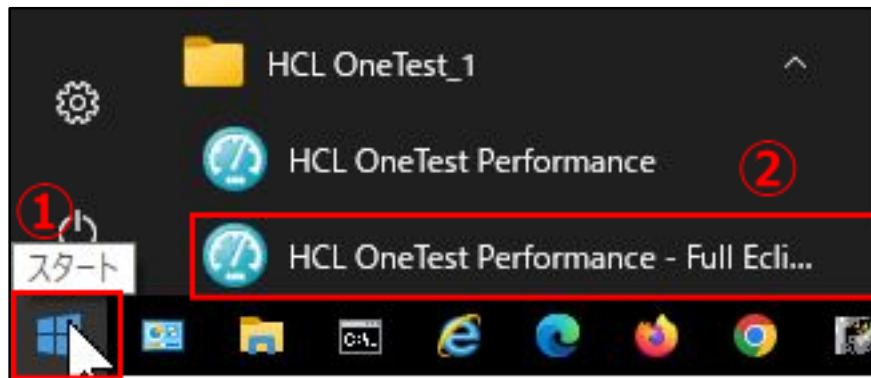 HCL OneTest_1
HCL OneTest Performance
②
①
スタート
HCL OneTest Performance - Full Ecli...
C:\.